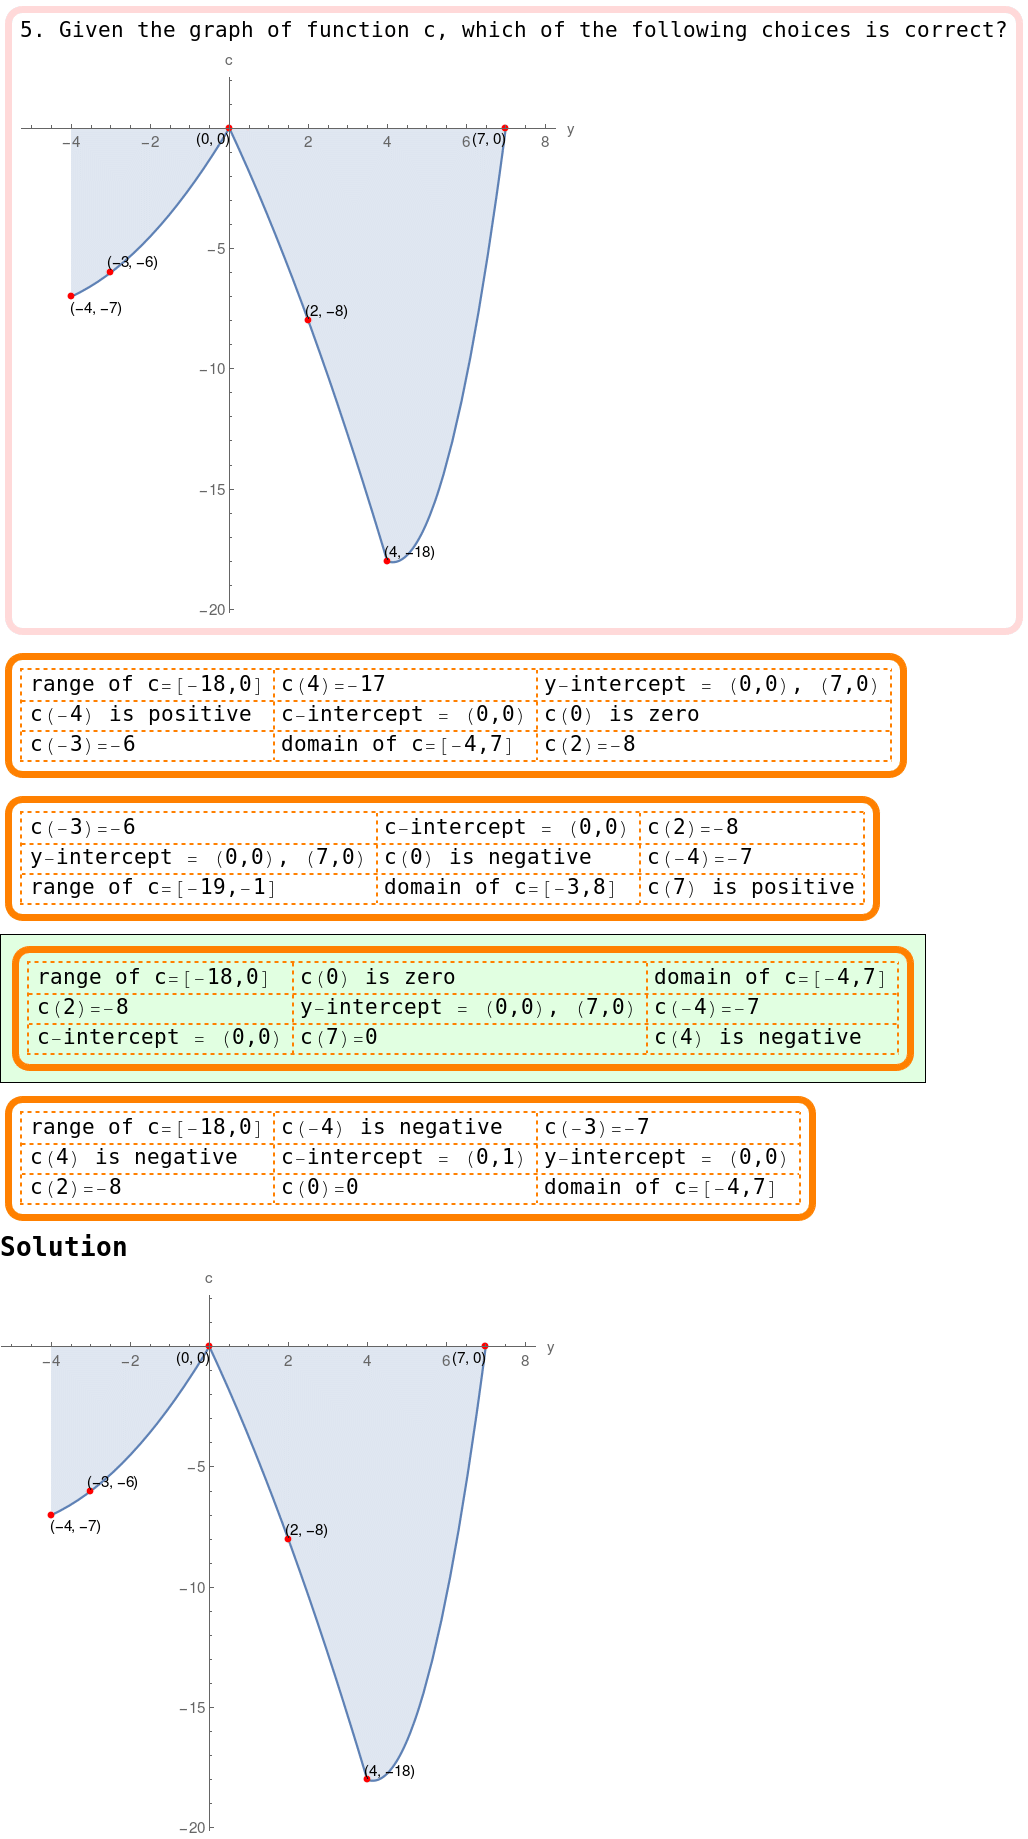 5. Given the graph of function c, which of the following choices is correct?
c
y
−4 −2 2 4 6 8
(0, 0) (7, 0)
−5
(−3, −6)
(−4, −7)
(2, −8)
−10
−15
(4, −18)
−20
range of c=[-18,0] c(4)=-17 y-intercept = (0,0), (7,0)
c(-4) is positive c-intercept = (0,0) c(0) is zero
c(-3)=-6 domain of c=[-4,7] c(2)=-8
c(-3)=-6 c-intercept = (0,0) c(2)=-8
y-intercept = (0,0), (7,0) c(0) is negative c(-4)=-7
range of c=[-19,-1] domain of c=[-3,8] c(7) is positive
range of c=[-18,0] c(0) is zero domain of c=[-4,7]
c(2)=-8 y-intercept = (0,0), (7,0) c(-4)=-7
c-intercept = (0,0) c(7)=0 c(4) is negative
range of c=[-18,0] c(-4) is negative c(-3)=-7
c(4) is negative c-intercept = (0,1) y-intercept = (0,0)
c(2)=-8 c(0)=0 domain of c=[-4,7]
Solution
c
y
−4 −2 2 4 6 8
(0, 0) (7, 0)
−5
(−3, −6)
(−4, −7)
(2, −8)
−10
−15
(4, −18)
−20